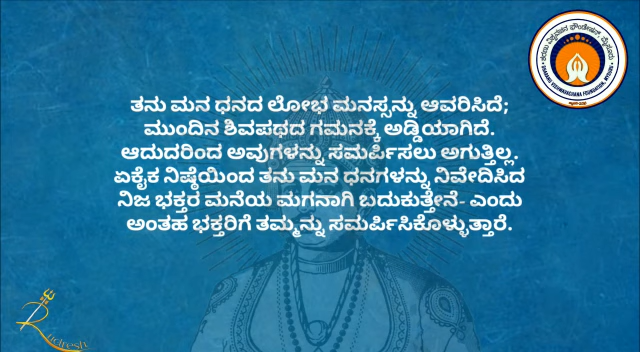 ತನು ಮನ ಧನದ ಲೋಭ ಮನಸ್ಸನ್ನು ಆವರಿಸಿದೆ;
ಮುಂದಿನ ಶಿವಪಥದ ಗಮನಕ್ಕೆ ಅಡ್ಡಿಯಾಗಿದೆ.
ಆದುದರಿಂದ ಅವುಗಳನ್ನು ಸಮರ್ಪಿಸಲು ಅಗುತ್ತಿಲ್ಲ.
ಏಕೈಕ ನಿಷ್ಠೆಯಿಂದ ತನು ಮನ ಧನಗಳನ್ನು ನಿವೇದಿಸಿದ
ನಿಜ ಭಕ್ತರ ಮನೆಯ ಮಗನಾಗಿ ಬದುಕುತ್ತೇನೆ- ಎಂದು
ಅಂತಹ ಭಕ್ತರಿಗೆ ತಮ್ಮನ್ನು ಸಮರ್ಪಿಸಿಕೊಳ್ಳುತ್ತಾರೆ.
Rudresh